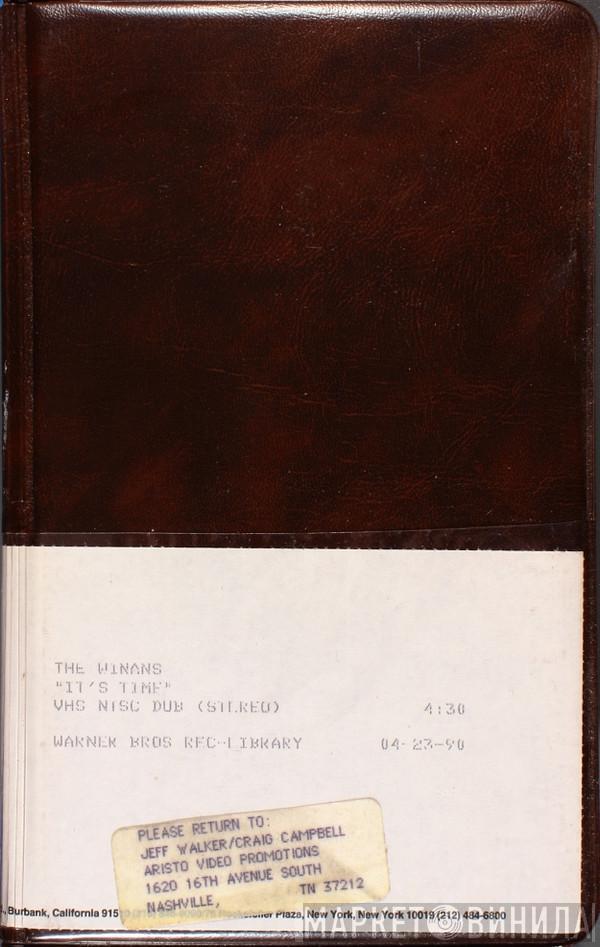 THE WINANS
"IT'S TIME"
VHS NTSC DUB (STEREO) 4:30
WARNER BROS REC-LIBRARY 04-23-90
PLEASE RETURN TO:
JEFF WALKER/CRAIG CAMPBELL
ARISTO VIDEO PROMOTIONS
1620 16TH AVENUE SOUTH
NASHVILLE, TN 37212
, Burbank, California 915 Plaza, New York, New York 10019 (212) 484-6800
МАРКЕТ ВИНИЛА